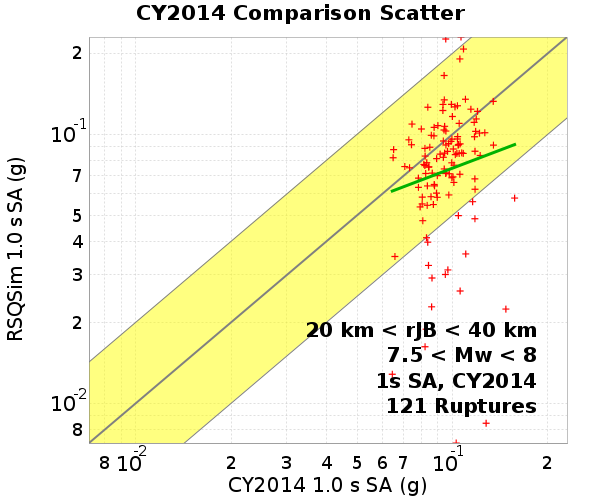 CY2014 Comparison Scatter
RSQSim 1.0 s SA (g)
2
10^-1
7
5
4
3
2
10^-2
8
20 km < rJB < 40 km
7.5 < Mw < 8
1s SA, CY2014
121 Ruptures
8 10^-2 2 3 4 5 6 7 10^-1 2
CY2014 1.0 s SA (g)